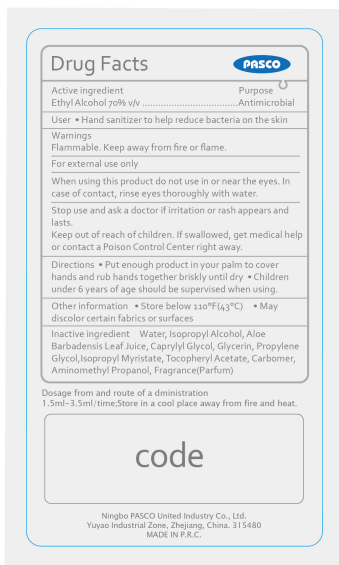 Drug Facts
PASCO
Active ingredient Purpose
Ethyl Alcohol 70% v/v ..................................Antimicrobial
User • Hand sanitizer to help reduce bacteria on the skin
Warnings
Flammable. Keep away from fire or flame.
For external use only
When using this product do not use in or near the eyes. In
case of contact, rinse eyes thoroughly with water.
Stop use and ask a doctor if irritation or rash appears and
lasts.
Keep out of reach of children. If swallowed, get medical help
or contact a Poison Control Center right away.
Directions • Put enough product in your palm to cover
hands and rub hands together briskly until dry • Children
under 6 years of age should be supervised when using.
Other information • Store below 110°F(43°C) • May
discolor certain fabrics or surfaces
Inactive ingredient Water, Isopropyl Alcohol, Aloe
Barbadensis Leaf Juice, Caprylyl Glycol, Glycerin, Propylene
Glycol,Isopropyl Myristate, Tocopheryl Acetate, Carbomer,
Aminomethyl Propanol, Fragrance(Parfum)
Dosage from and route of a dministration
1.5ml-3.5ml/time;Store in a cool place away from fire and heat.
code
Ningbo PASCO United Industry Co., Ltd.
Yuyao Industrial Zone, Zhejiang, China. 315480
MADE IN P.R.C.